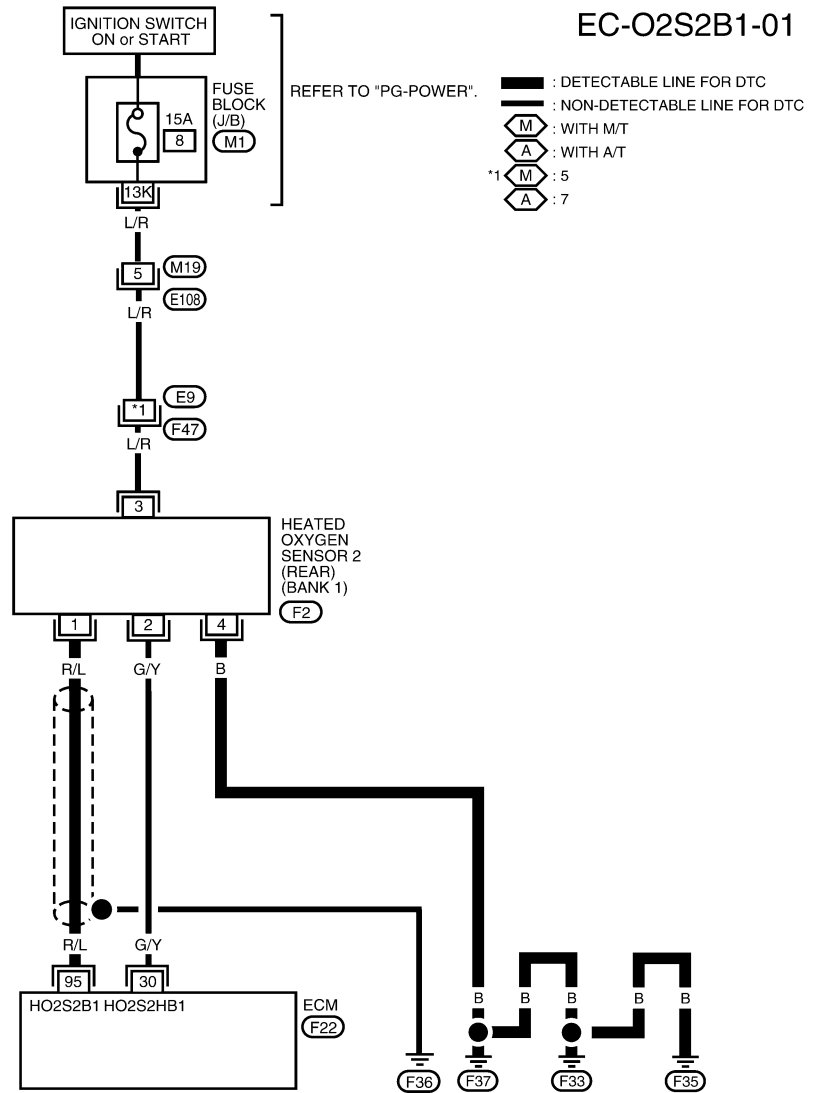 EC-O2S2B1-01
IGNITION SWITCH
ON or START
FUSE
BLOCK
(J/B)
M1
15A
8
REFER TO "PG-POWER".
: DETECTABLE LINE FOR DTC
: NON-DETECTABLE LINE FOR DTC
M : WITH M/T
A : WITH A/T
*1 M : 5
A : 7
13K
L/R
5
M19
E108
L/R
*1
E9
F47
L/R
3
HEATED
OXYGEN
SENSOR 2
(REAR)
(BANK 1)
F2
1 2 4
R/L G/Y B
R/L G/Y
95 30
HO2S2B1 HO2S2HB1
ECM
F22
B B B B B
F36 F37 F33 F35